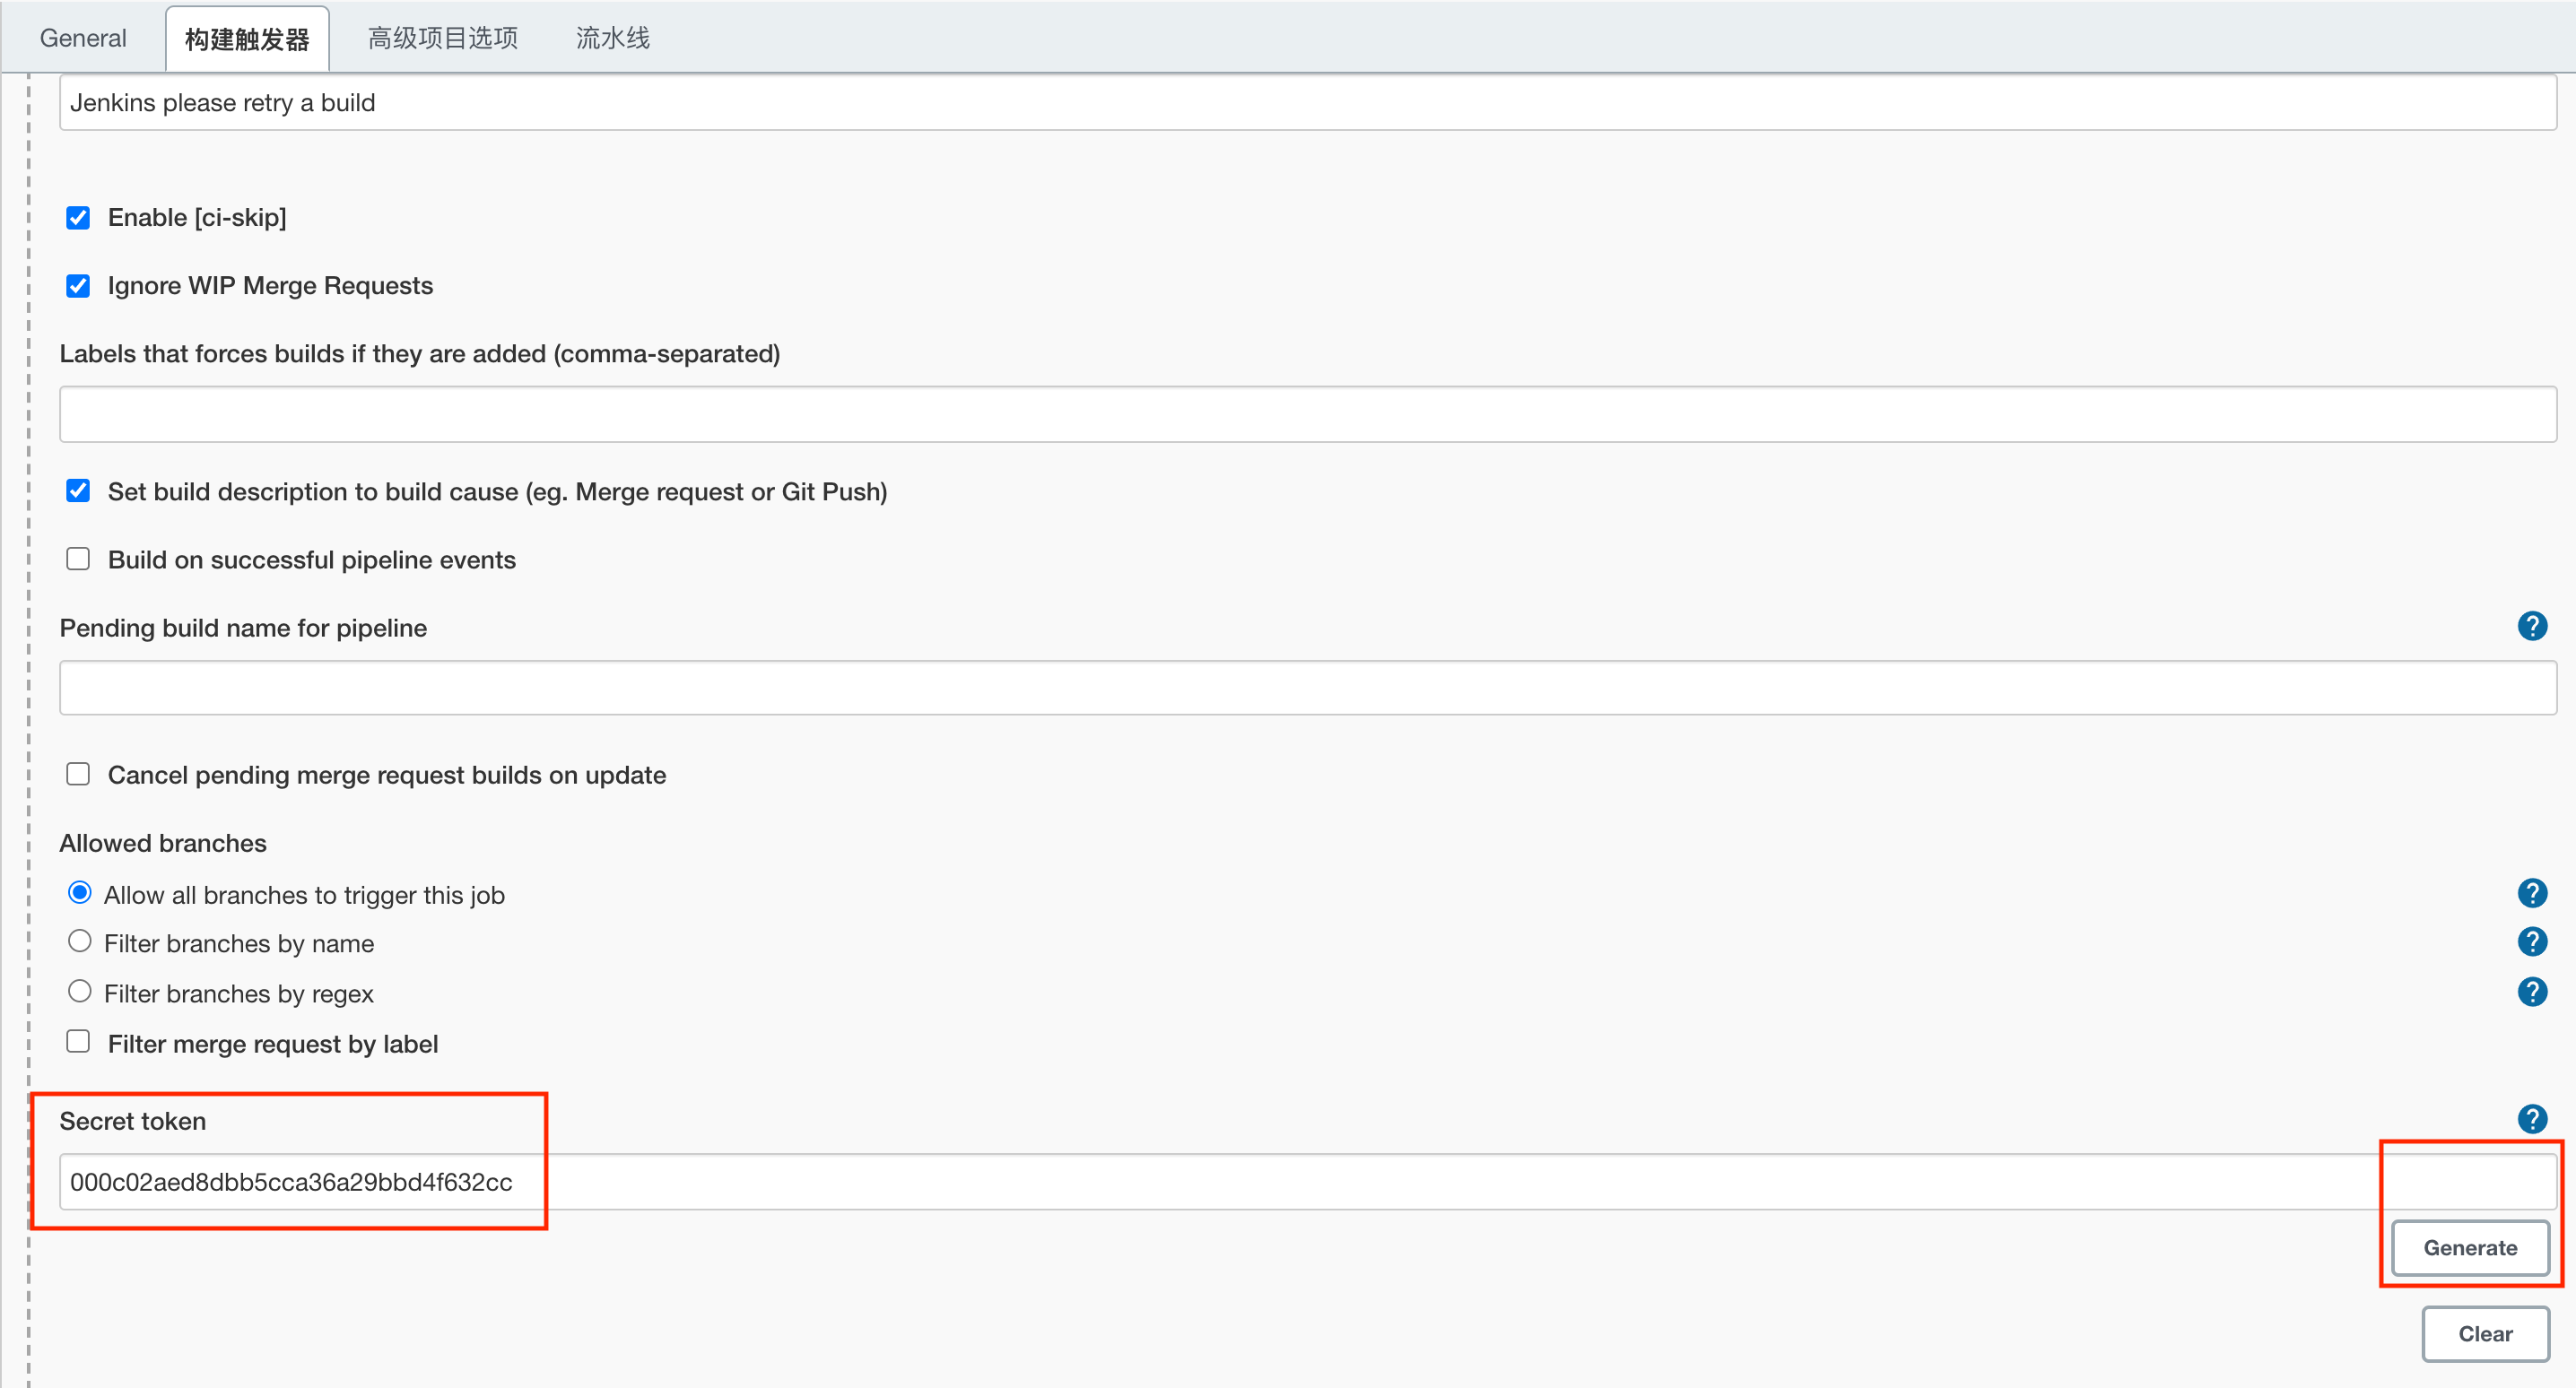 General 构建触发器 高级项目选项 流水线
Jenkins please retry a build
Enable [ci-skip]
Ignore WIP Merge Requests
Labels that forces builds if they are added (comma-separated)
Set build description to build cause (eg. Merge request or Git Push)
Build on successful pipeline events
Pending build name for pipeline
?
Cancel pending merge request builds on update
Allowed branches
Allow all branches to trigger this job
?
Filter branches by name
?
Filter branches by regex
?
Filter merge request by label
Secret token
?
000c02aed8dbb5cca36a29bbd4f632cc
Generate
Clear